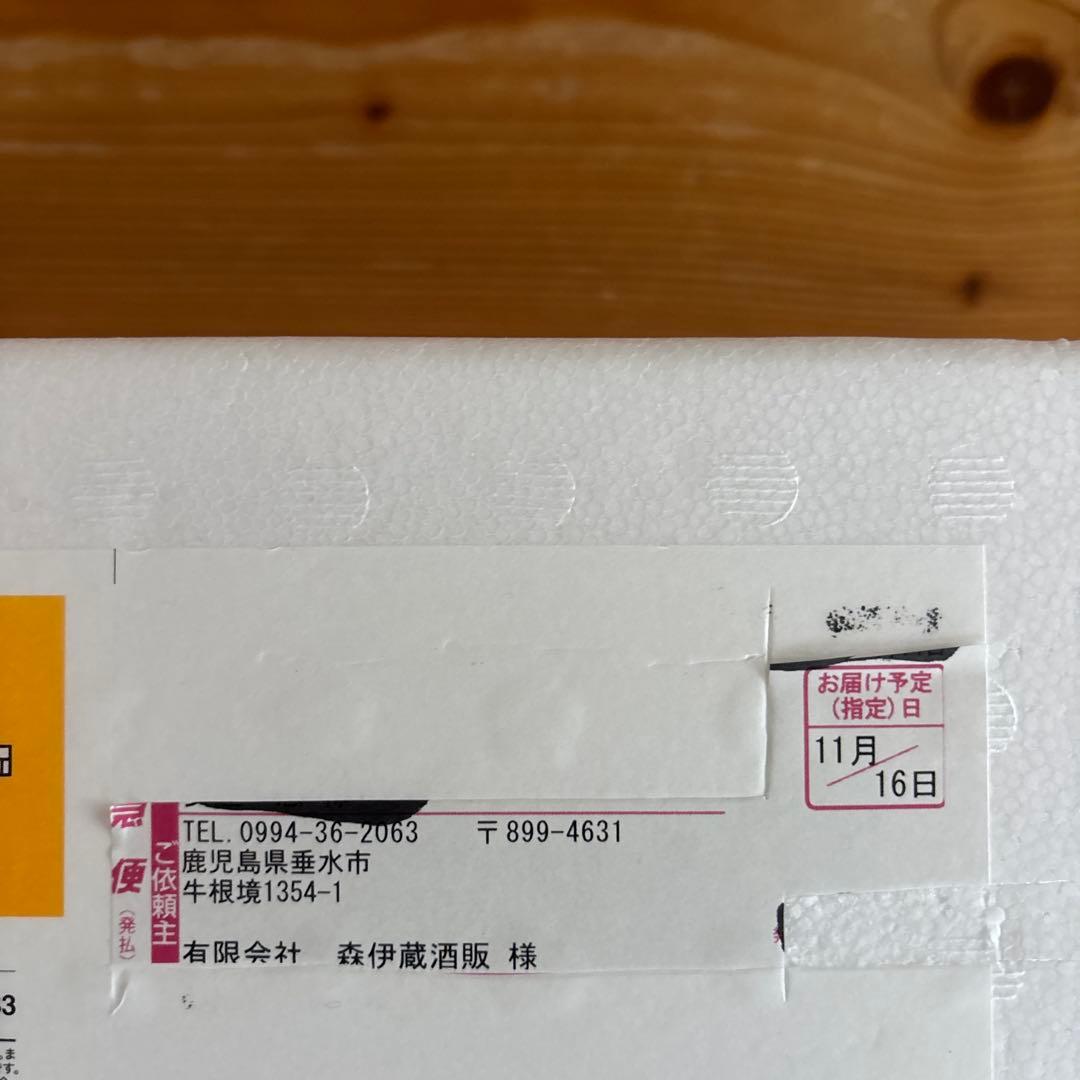 お届け予定
(指定)日
11月
16日
急便
(発払)
ご依頼主
TEL. 0994-36-2063 〒899-4631
鹿児島県垂水市
牛根境1354-1
有限会社 森伊蔵酒販 様
す。